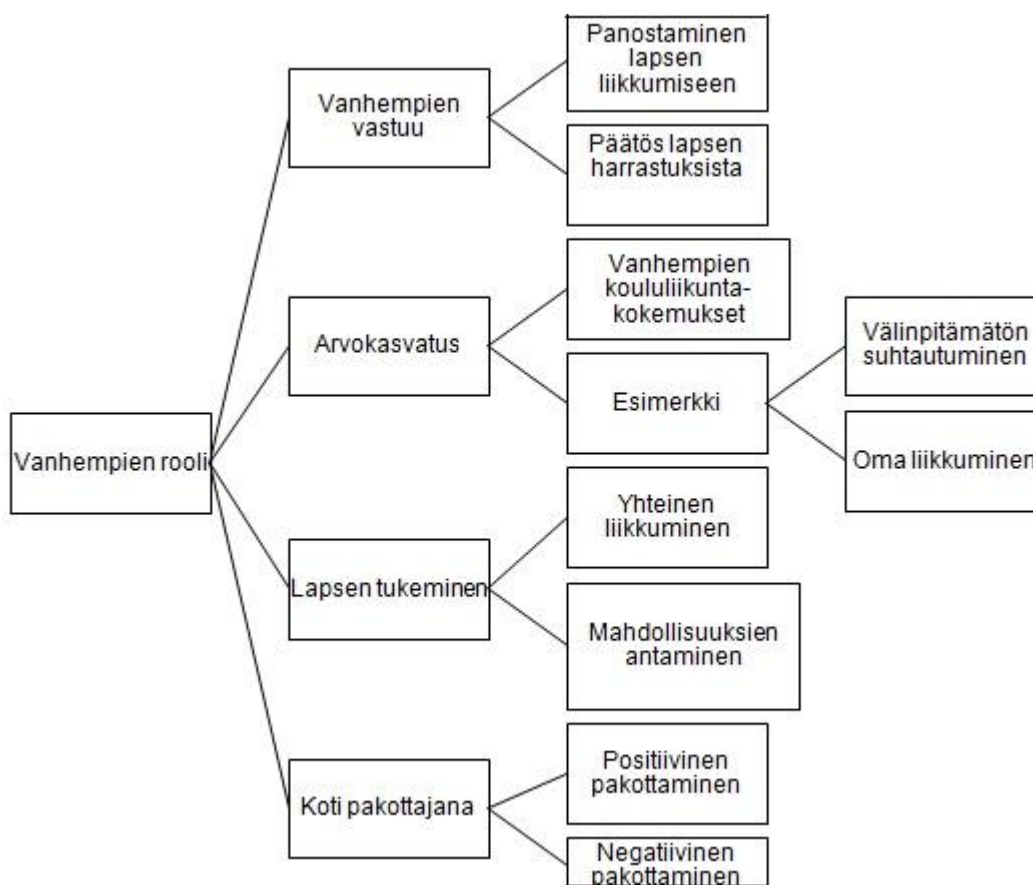 Vanhempien rooli
Vanhempien
vastuu
Panostaminen
lapsen
liikkumiseen
Päätös lapsen
harrastuksista
Arvokasvatus
Vanhempien
koululiikunta-
kokemukset
Esimerkki
Välinpitämätön
suhtautuminen
Oma liikkuminen
Lapsen tukeminen
Yhteinen
liikkuminen
Mahdollisuuksien
antaminen
Koti pakottajana
Positiivinen
pakottaminen
Negatiivinen
pakottaminen